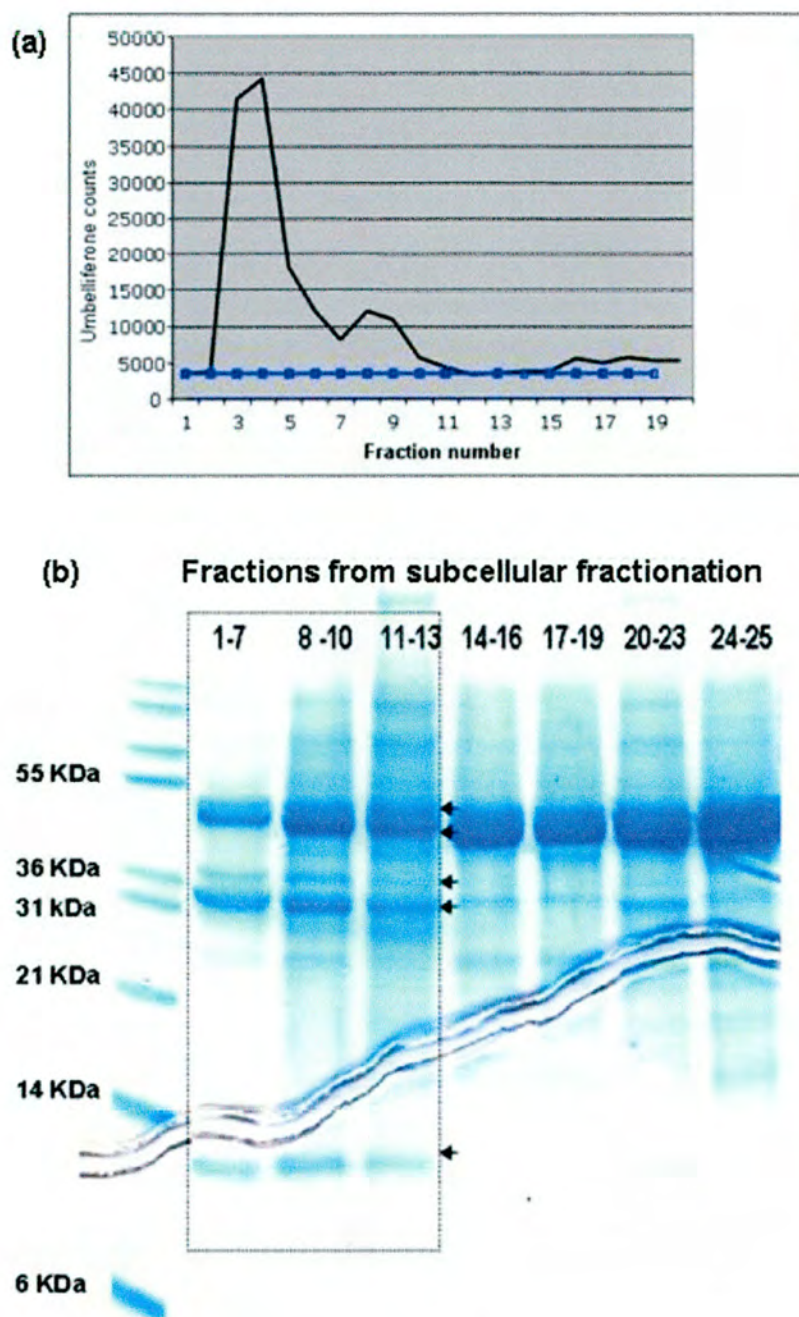 (a)
50000
45000
40000
35000
30000
25000
20000
15000
10000
5000
0
Umbelliferone counts
1 3 5 7 9 11 13 15 17 19
Fraction number
(b) Fractions from subcellular fractionation
1-7 8 -10 11-13 14-16 17-19 20-23 24-25
55 KDa
36 KDa
31 kDa
21 KDa
14 KDa
6 KDa